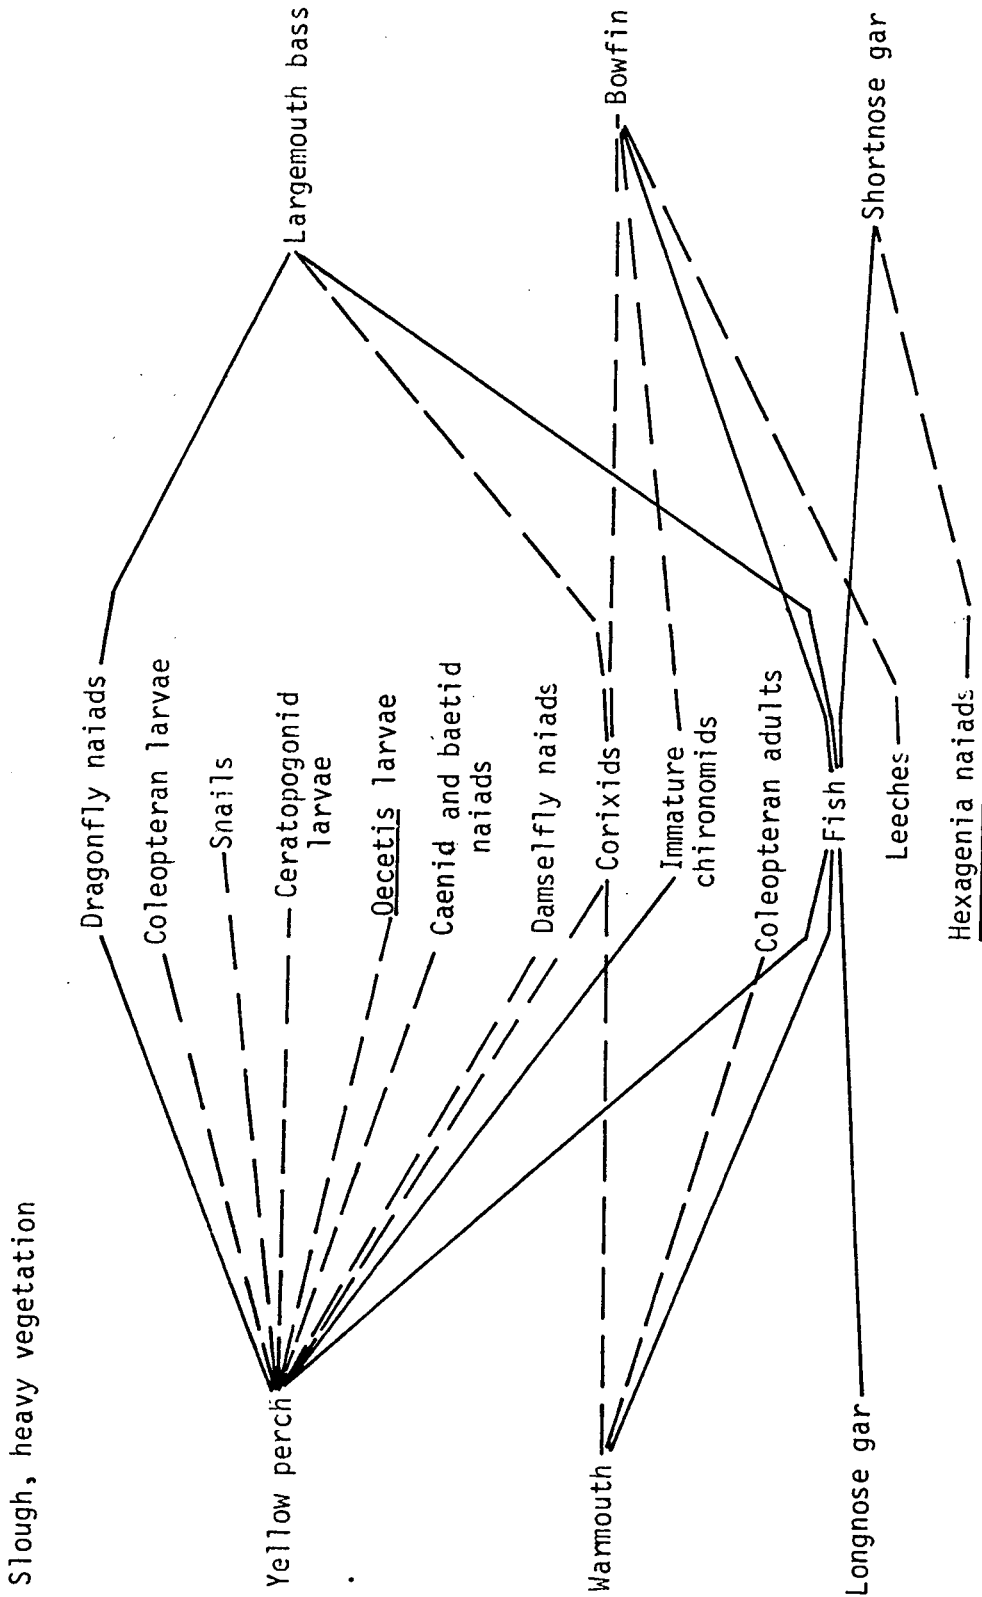 Slough, heavy vegetation
Yellow perch
Warmouth
Longnose gar
Dragonfly naiads
Coleopteran larvae
Snails
Ceratopogonid
larvae
Oecetis larvae
Caenid and baetid
naiads
Damselfly naiads
Corixids
Immature
chironomids
Coleopteran adults
Fish
Leeches
Hexagenia naiads
Largemouth bass
Bowfin
Shortnose gar